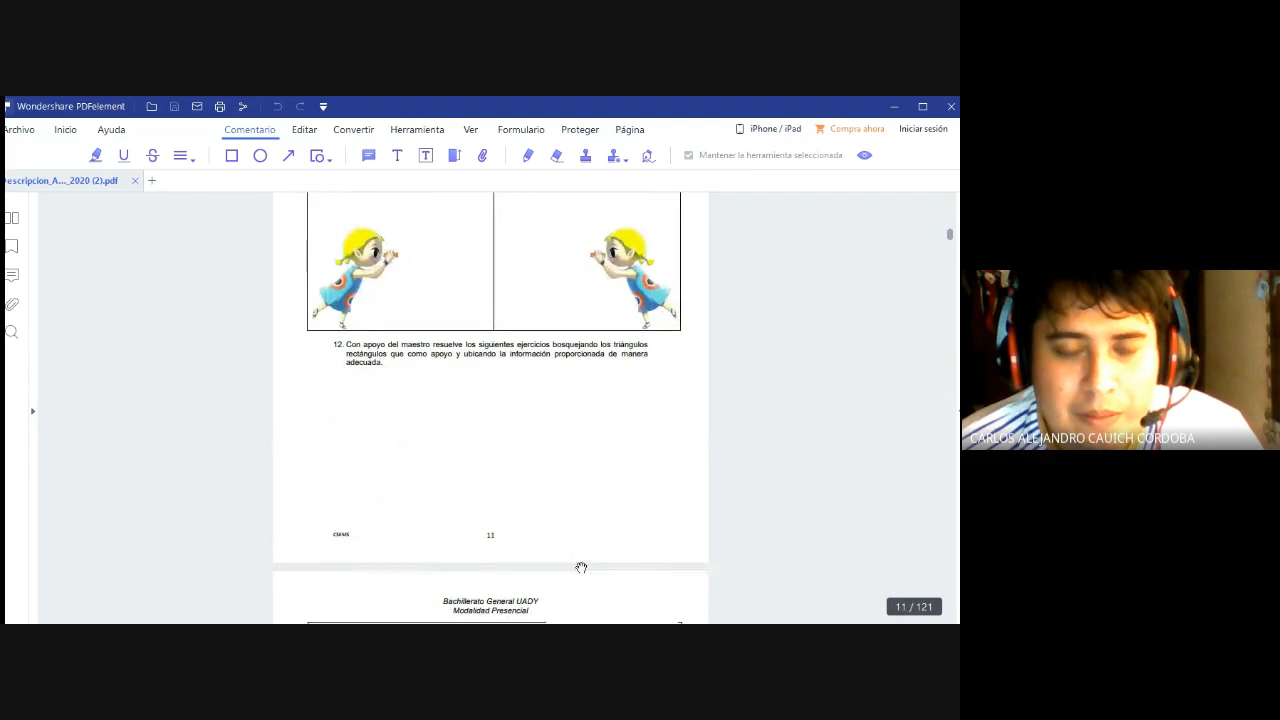 Wondershare PDFelement
Archivo Inicio Ayuda Comentario Editar Convertir Herramienta Ver Formulario Proteger Página iPhone / iPad Compra ahora Iniciar sesión
Mantener la herramienta seleccionada
escripcion_A..._2020 (2).pdf
12. Con apoyo del maestro resuelve los siguientes ejercicios bosquejando los triángulos
rectángulos que como apoyo y ubicando la información proporcionada de manera
adecuada.
11
Bachillerato General UADY
Modalidad Presencial
11 / 121
CARLOS ALEJANDRO CAUICH CORDOBA